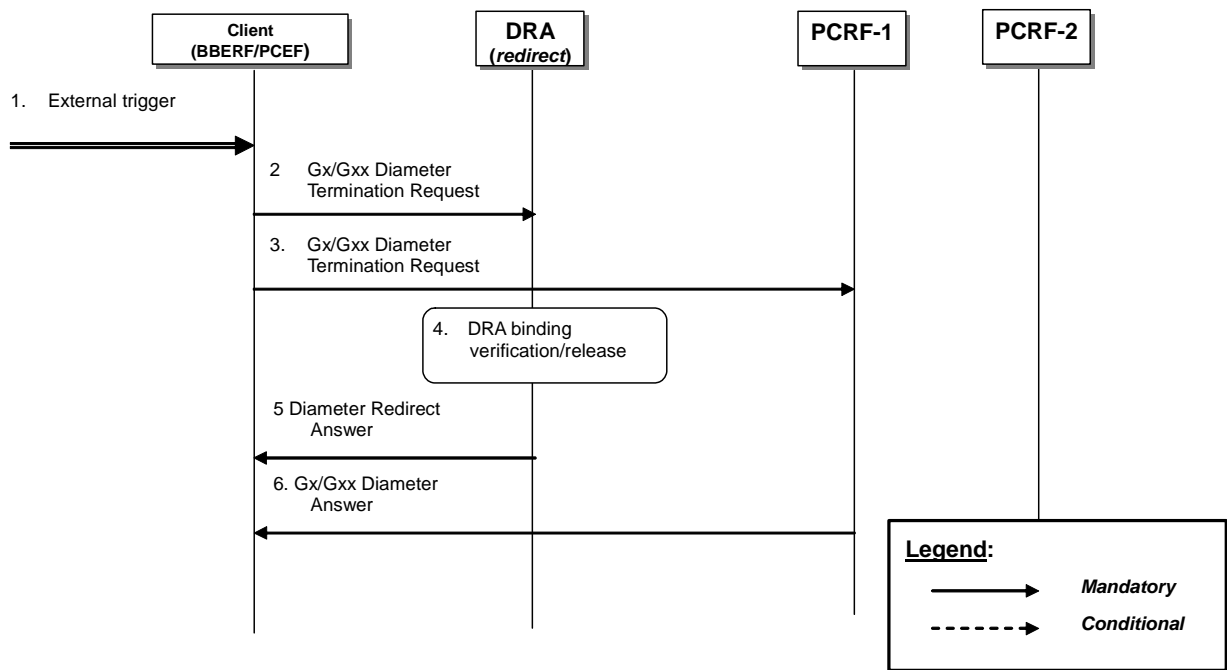 Client
(BBERF/PCEF)
DRA
(redirect)
PCRF-1
PCRF-2
1. External trigger
2 Gx/Gxx Diameter
Termination Request
3. Gx/Gxx Diameter
Termination Request
4. DRA binding
verification/release
5 Diameter Redirect
Answer
6. Gx/Gxx Diameter
Answer
Legend:
Mandatory
Conditional